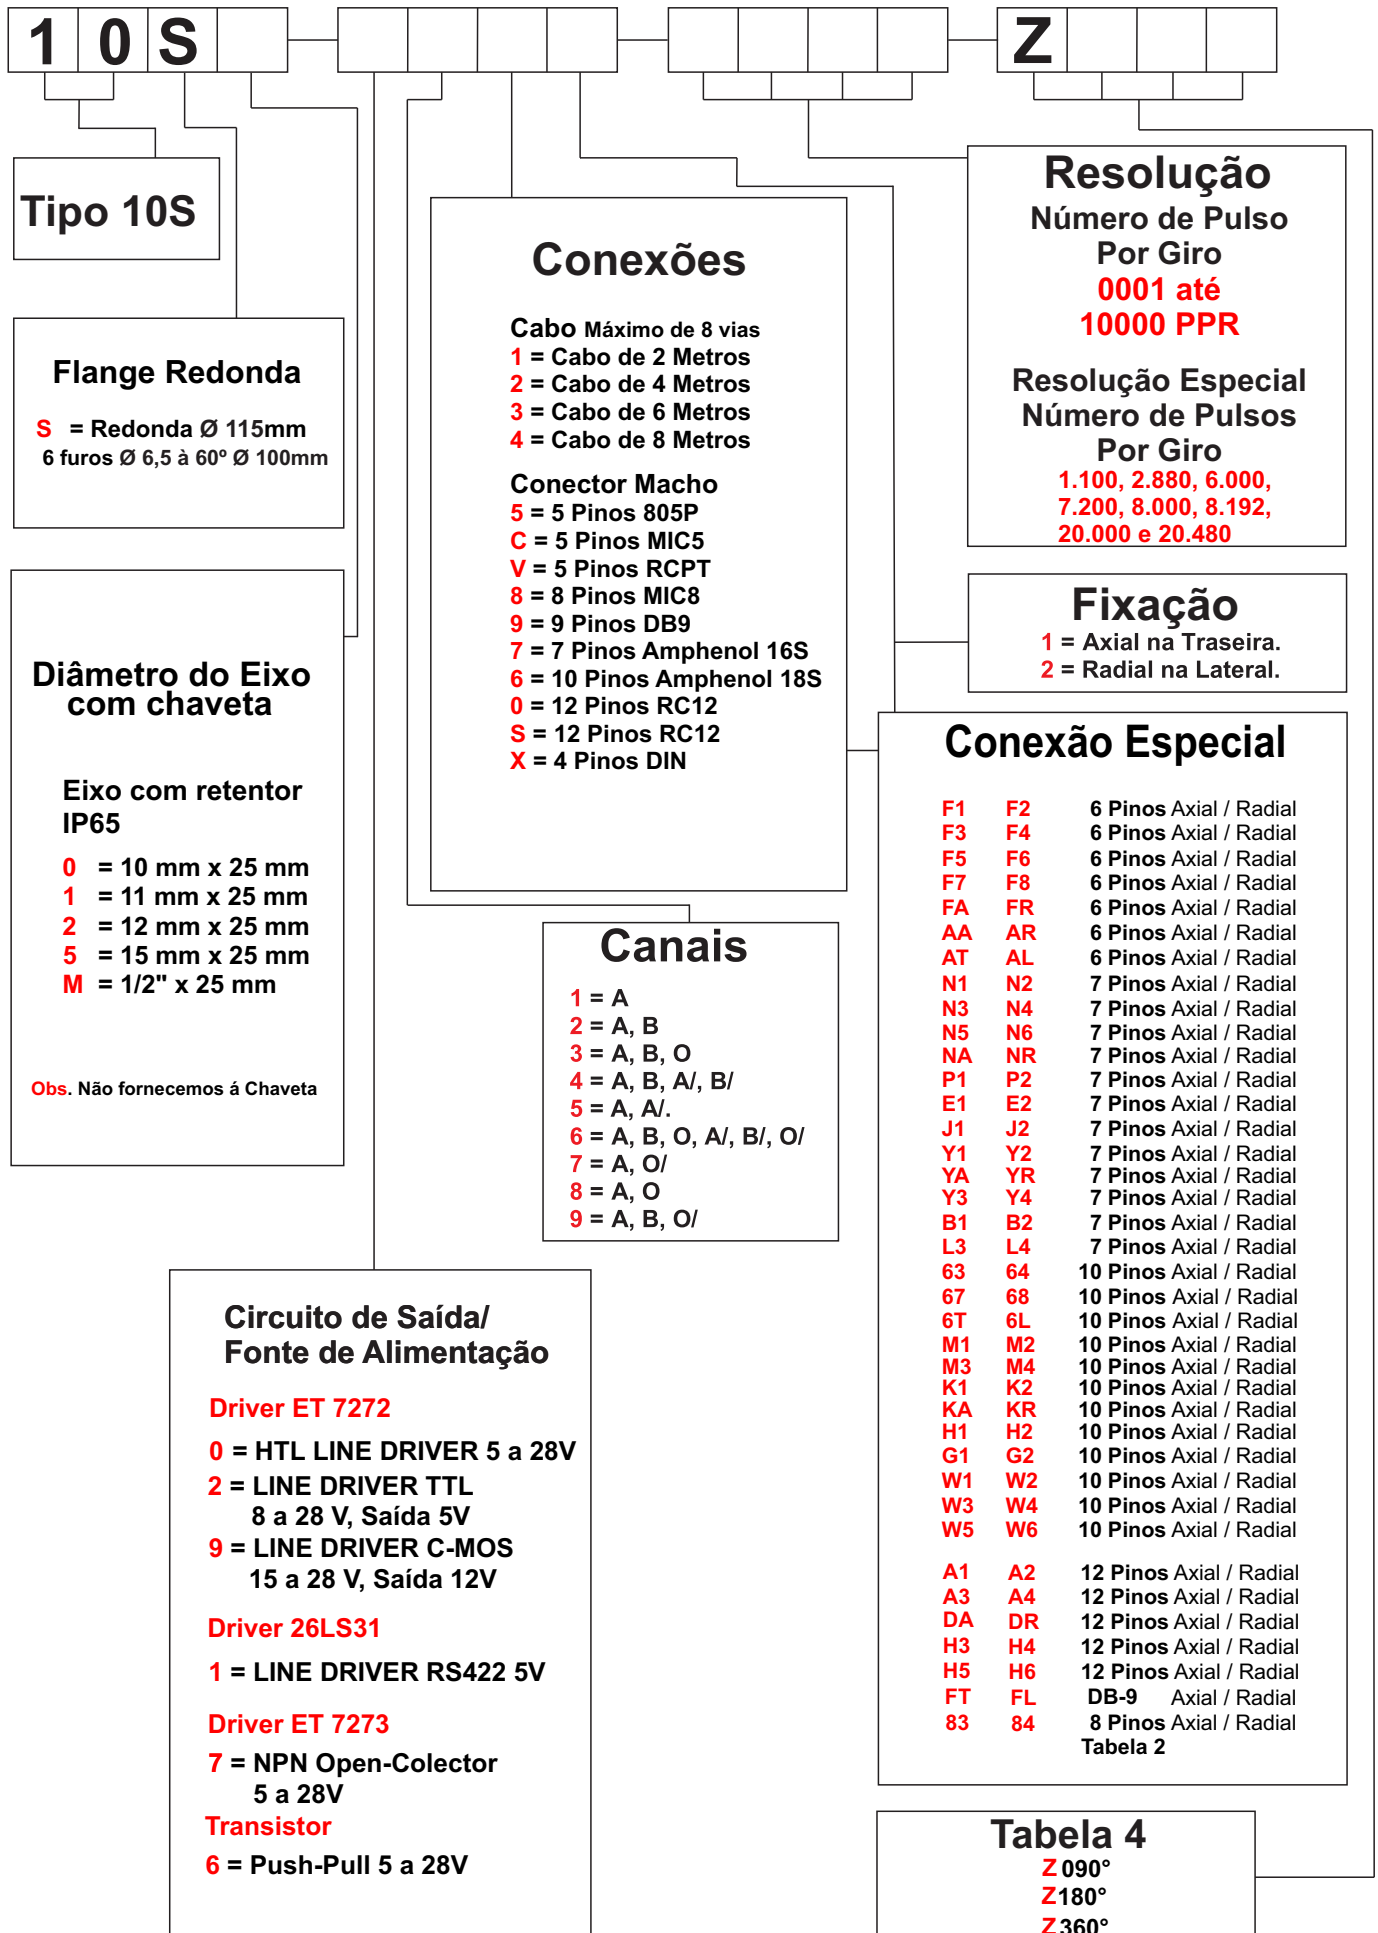 10S Z
Tipo 10S
Flange Redonda
S = Redonda Ø 115mm
6 furos Ø 6,5 à 60º Ø 100mm
Diâmetro do Eixo
com chaveta
Eixo com retentor
IP65
0 = 10 mm x 25 mm
1 = 11 mm x 25 mm
2 = 12 mm x 25 mm
5 = 15 mm x 25 mm
M = 1/2" x 25 mm
Obs. Não fornecemos á Chaveta
Conexões
Cabo Máximo de 8 vias
1 = Cabo de 2 Metros
2 = Cabo de 4 Metros
3 = Cabo de 6 Metros
4 = Cabo de 8 Metros
Conector Macho
5 = 5 Pinos 805P
C = 5 Pinos MIC5
V = 5 Pinos RCPT
8 = 8 Pinos MIC8
9 = 9 Pinos DB9
7 = 7 Pinos Amphenol 16S
6 = 10 Pinos Amphenol 18S
0 = 12 Pinos RC12
S = 12 Pinos RC12
X = 4 Pinos DIN
Canais
1 = A
2 = A, B
3 = A, B, O
4 = A, B, A/, B/
5 = A, A/.
6 = A, B, O, A/, B/, O/
7 = A, O/
8 = A, O
9 = A, B, O/
Circuito de Saída/
Fonte de Alimentação
Driver ET 7272
0 = HTL LINE DRIVER 5 a 28V
2 = LINE DRIVER TTL
8 a 28 V, Saída 5V
9 = LINE DRIVER C-MOS
15 a 28 V, Saída 12V
Driver 26LS31
1 = LINE DRIVER RS422 5V
Driver ET 7273
7 = NPN Open-Colector
5 a 28V
Transistor
6 = Push-Pull 5 a 28V
Resolução
Número de Pulso
Por Giro
0001 até
10000 PPR
Resolução Especial
Número de Pulsos
Por Giro
1.100, 2.880, 6.000,
7.200, 8.000, 8.192,
20.000 e 20.480
Fixação
1 = Axial na Traseira.
2 = Radial na Lateral.
Conexão Especial
F1 F2 6 Pinos Axial / Radial
F3 F4 6 Pinos Axial / Radial
F5 F6 6 Pinos Axial / Radial
F7 F8 6 Pinos Axial / Radial
FA FR 6 Pinos Axial / Radial
AA AR 6 Pinos Axial / Radial
AT AL 6 Pinos Axial / Radial
N1 N2 7 Pinos Axial / Radial
N3 N4 7 Pinos Axial / Radial
N5 N6 7 Pinos Axial / Radial
NA NR 7 Pinos Axial / Radial
P1 P2 7 Pinos Axial / Radial
E1 E2 7 Pinos Axial / Radial
J1 J2 7 Pinos Axial / Radial
Y1 Y2 7 Pinos Axial / Radial
YA YR 7 Pinos Axial / Radial
Y3 Y4 7 Pinos Axial / Radial
B1 B2 7 Pinos Axial / Radial
L3 L4 7 Pinos Axial / Radial
63 64 10 Pinos Axial / Radial
67 68 10 Pinos Axial / Radial
6T 6L 10 Pinos Axial / Radial
M1 M2 10 Pinos Axial / Radial
M3 M4 10 Pinos Axial / Radial
K1 K2 10 Pinos Axial / Radial
KA KR 10 Pinos Axial / Radial
H1 H2 10 Pinos Axial / Radial
G1 G2 10 Pinos Axial / Radial
W1 W2 10 Pinos Axial / Radial
W3 W4 10 Pinos Axial / Radial
W5 W6 10 Pinos Axial / Radial
A1 A2 12 Pinos Axial / Radial
A3 A4 12 Pinos Axial / Radial
DA DR 12 Pinos Axial / Radial
H3 H4 12 Pinos Axial / Radial
H5 H6 12 Pinos Axial / Radial
FT FL DB-9 Axial / Radial
83 84 8 Pinos Axial / Radial
Tabela 2
Tabela 4
Z 090°
Z180°
Z360°